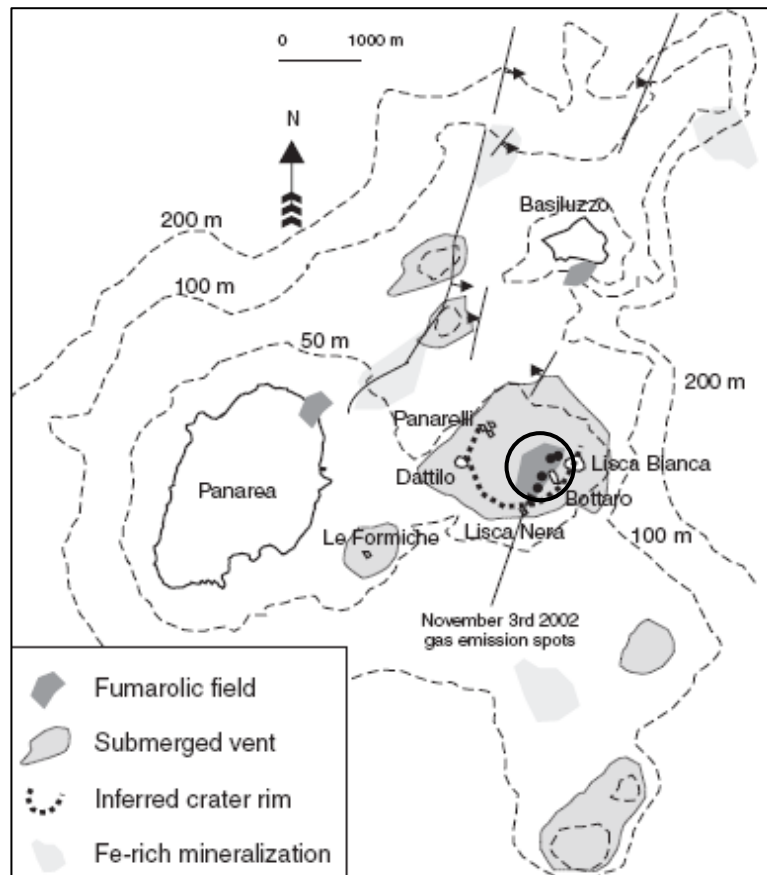 0 1000 m
N
Basiluzzo
200 m
100 m
50 m
200 m
Panarelli
Dattilo
Lisca Bianca
Panarea
Bottaro
Lisca Nera
Le Formiche
100 m
November 3rd 2002
gas emission spots
Fumarolic field
Submerged vent
Inferred crater rim
Fe-rich mineralization